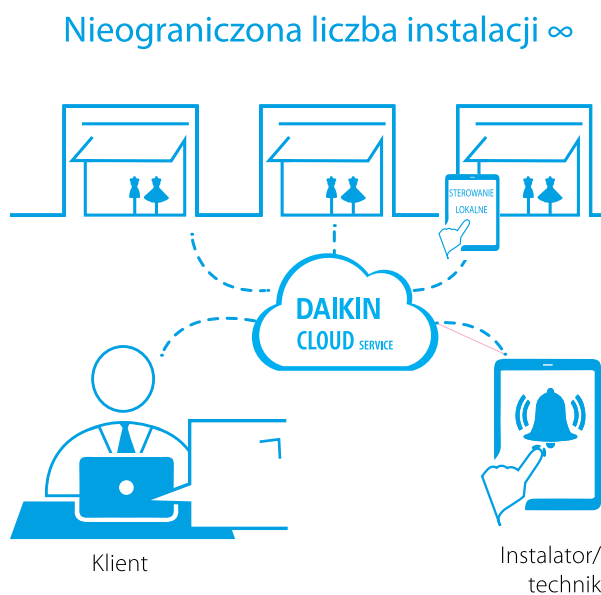 Nieograniczona liczba instalacji ∞
STEROWANIE
LOKALNE
DAIKIN
CLOUD SERVICE
Klient
Instalator/
technik